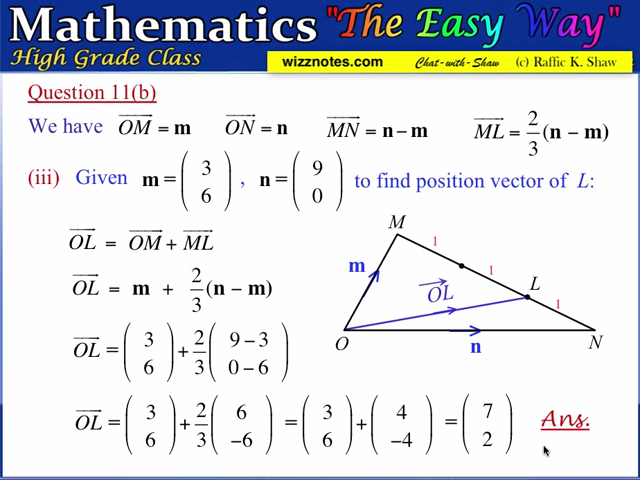 Mathematics "The Easy Way"
High Grade Class
wizznotes.com Chat-with-Shaw (c) Raffic K. Shaw
Question 11(b)
We have OM→ = m ON→ = n MN→ = n − m ML→ = 2/3 (n − m)
(iii) Given m = ( 3 6 ) , n = ( 9 0 ) to find position vector of L:
OL→ = OM→ + ML→
OL→ = m + 2/3 (n − m)
OL→ = ( 3 6 ) + 2/3 ( 9 − 3 0 − 6 )
OL→ = ( 3 6 ) + 2/3 ( 6 −6 ) = ( 3 6 ) + ( 4 −4 ) = ( 7 2 ) Ans.
M
1
m
1
L
OL→
1
O
N
n